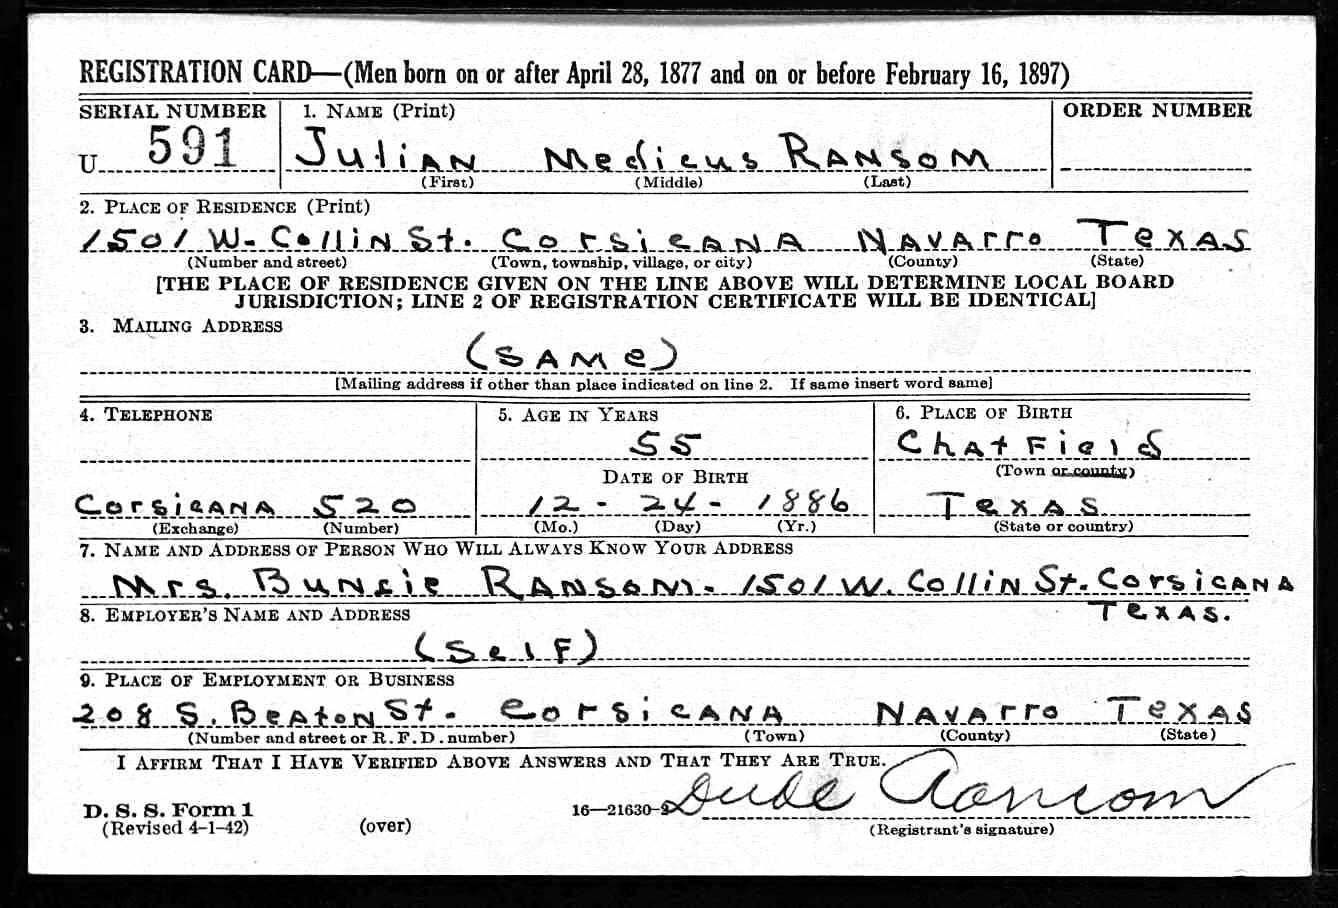 REGISTRATION CARD—(Men born on or after April 28, 1877 and on or before February 16, 1897)
SERIAL NUMBER 1. NAME (Print) ORDER NUMBER
U 591 Julian Medicus Ransom
(First) (Middle) (Last)
2. PLACE OF RESIDENCE (Print)
1501 W. Collin St. Corsicana Navarro Texas
(Number and street) (Town, township, village, or city) (County) (State)
[THE PLACE OF RESIDENCE GIVEN ON THE LINE ABOVE WILL DETERMINE LOCAL BOARD
JURISDICTION; LINE 2 OF REGISTRATION CERTIFICATE WILL BE IDENTICAL]
3. MAILING ADDRESS
(SAME)
[Mailing address if other than place indicated on line 2. If same insert word same]
4. TELEPHONE 5. AGE IN YEARS 6. PLACE OF BIRTH
55 Chatfield
DATE OF BIRTH (Town or county)
Corsicana 520 12 - 24 - 1886 Texas
(Exchange) (Number) (Mo.) (Day) (Yr.) (State or country)
7. NAME AND ADDRESS OF PERSON WHO WILL ALWAYS KNOW YOUR ADDRESS
Mrs. Buncie Ransom. 1501 W. Collin St. Corsicana
Texas.
8. EMPLOYER'S NAME AND ADDRESS
(Self)
9. PLACE OF EMPLOYMENT OR BUSINESS
208 S. Beaton St. Corsicana Navarro Texas
(Number and street or R. F. D. number) (Town) (County) (State)
I AFFIRM THAT I HAVE VERIFIED ABOVE ANSWERS AND THAT THEY ARE TRUE.
Dude Ransom
D. S. S. Form 1 16—21630-2
(Revised 4-1-42) (over) (Registrant's signature)